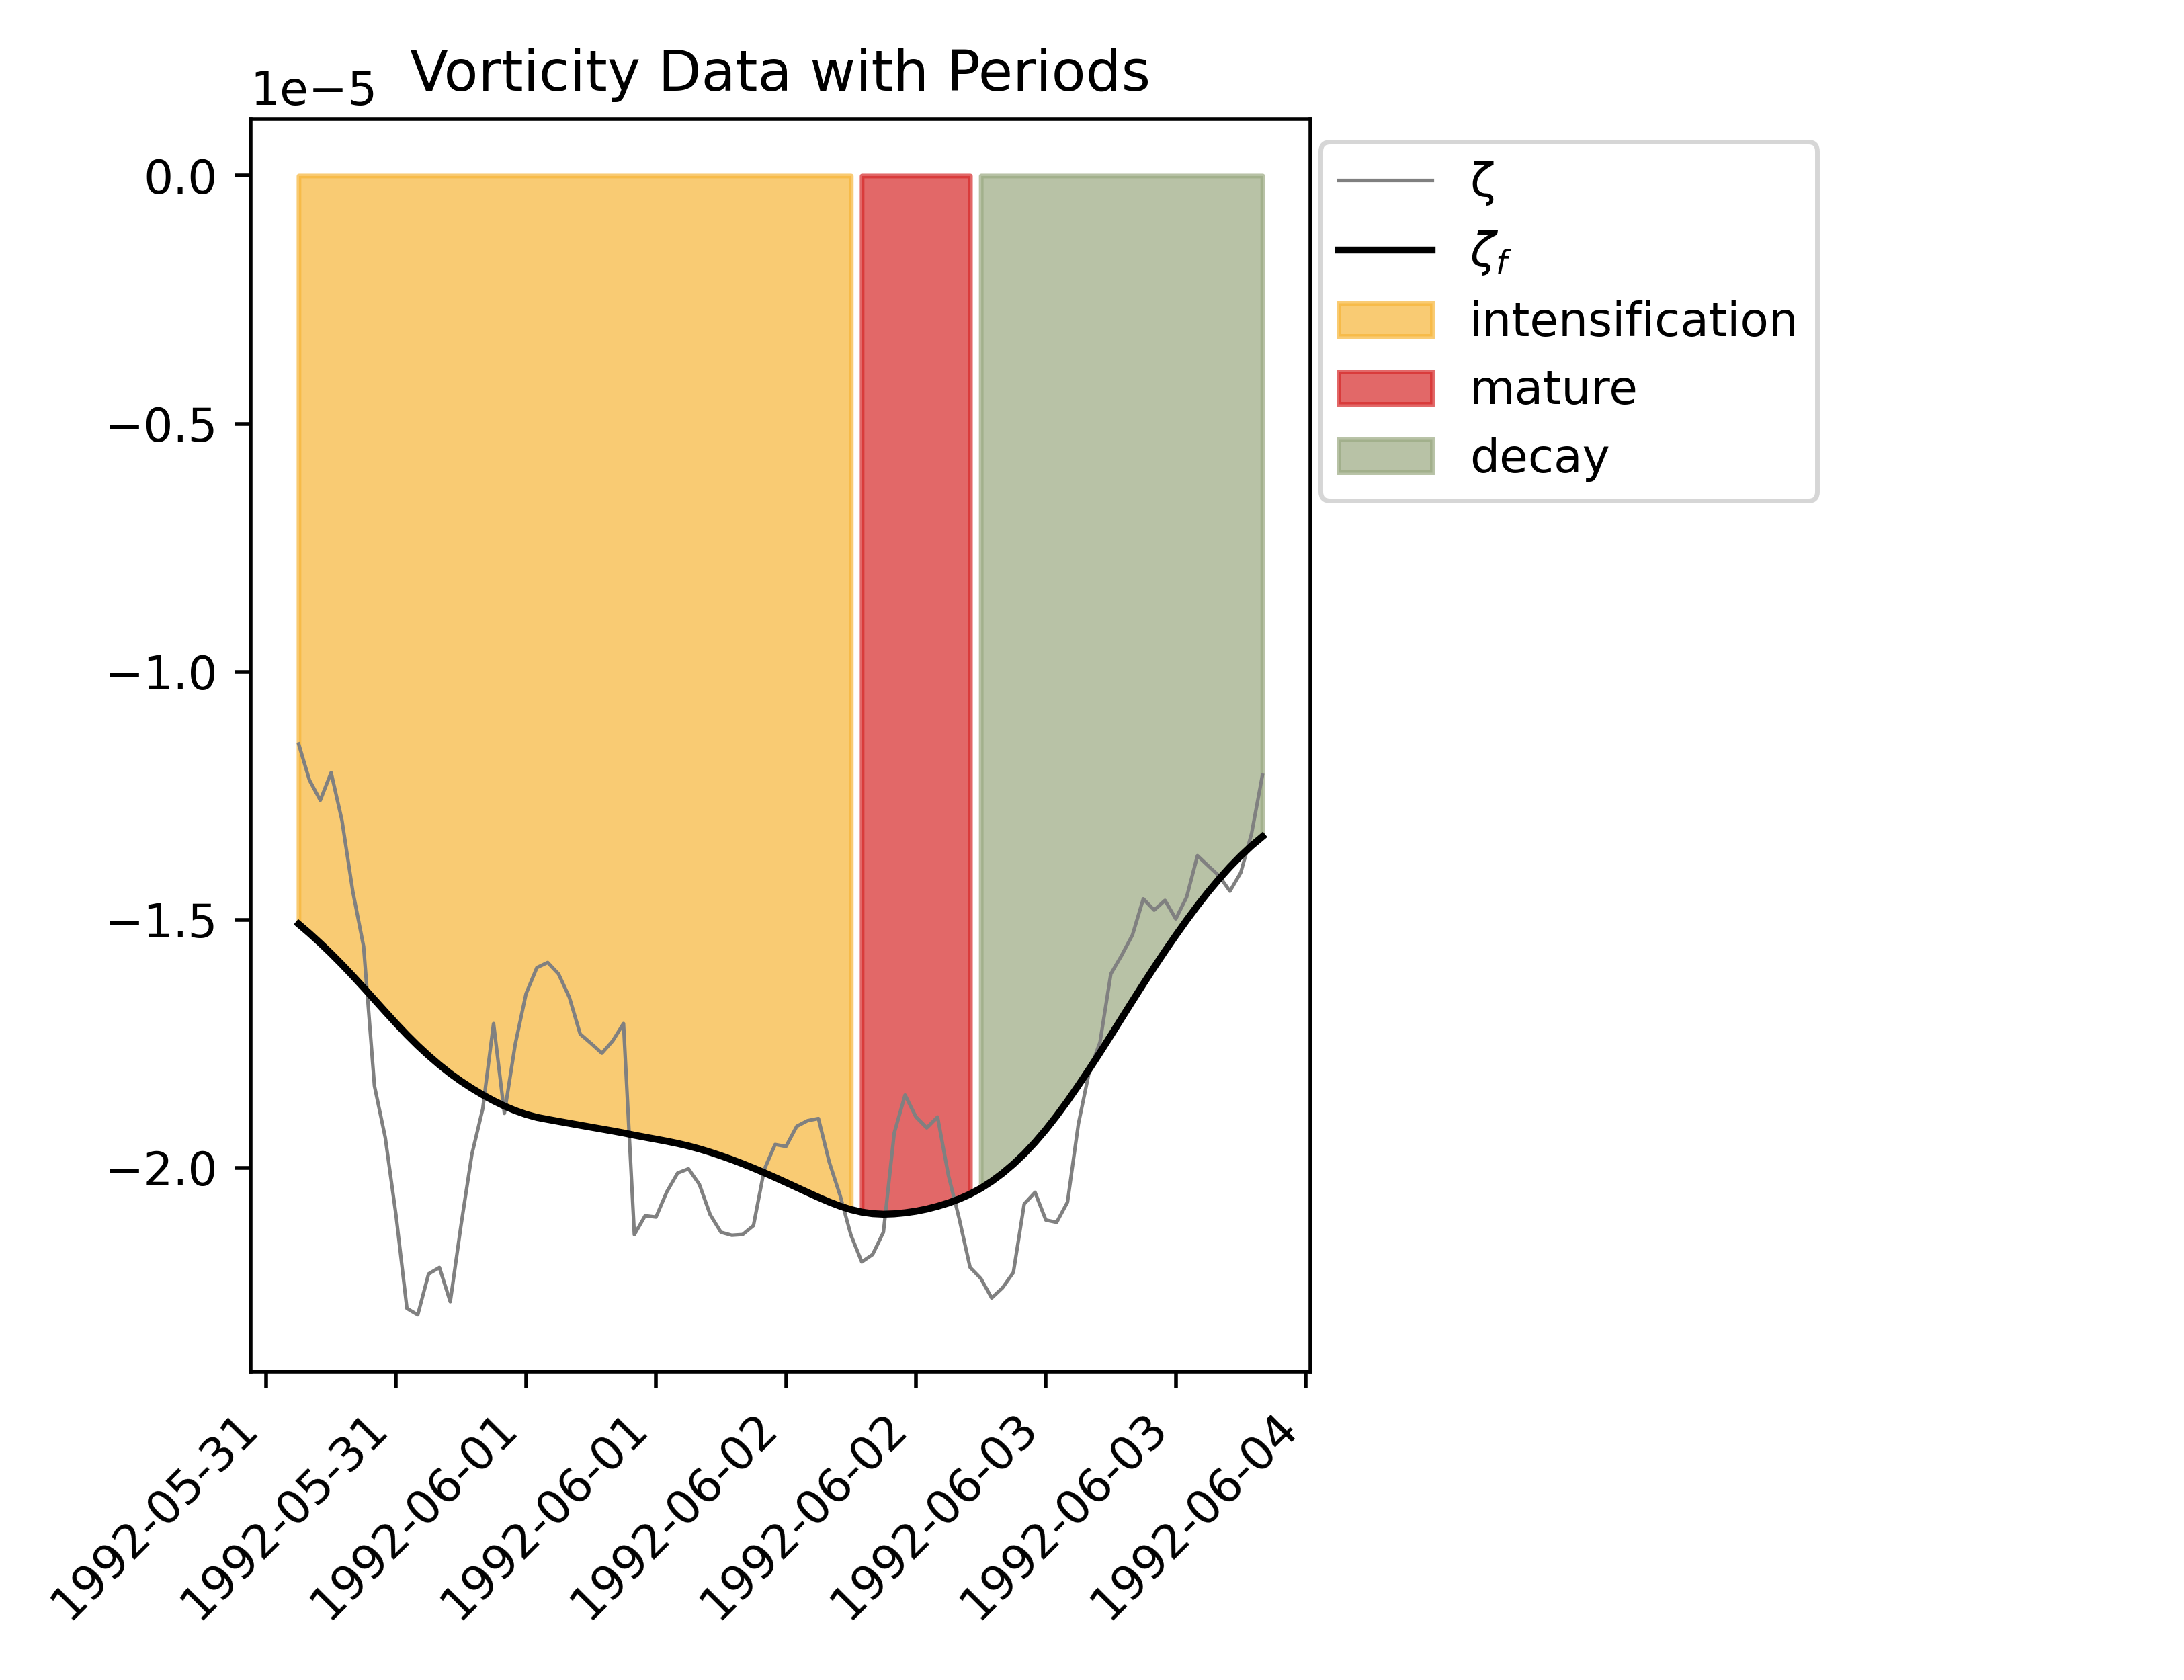 Vorticity Data with Periods
1e−5
0.0
−0.5
−1.0
−1.5
−2.0
1992-05-31
1992-05-31
1992-06-01
1992-06-01
1992-06-02
1992-06-02
1992-06-03
1992-06-03
1992-06-04
ζ
ζf
intensification
mature
decay